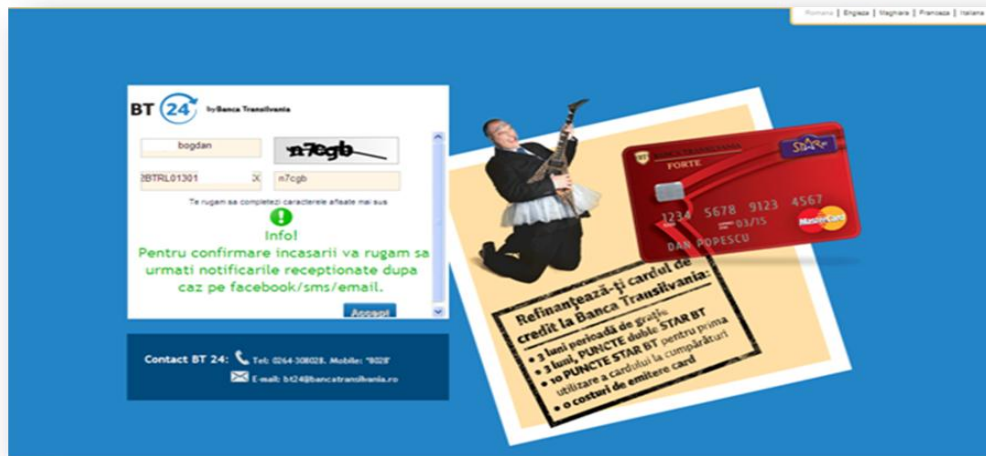 Romana | Engleza | Maghiara | Franceza | Italiana
BT 24 by Banca Transilvania
bogdan
n7cgb
BTRL01301
n7cgb
Te rugam sa completezi caracterele afisate mai sus
Info!
Pentru confirmare incasarii va rugam sa
urmati notificarile receptionate dupa
caz pe facebook/sms/email.
Accept
Contact BT 24: Tel: 0264-308028. Mobile: *8028*
E-mail: bt24@bancatransilvania.ro
BANCA TRANSILVANIA
FORTE
STAR
1234 5678 9123 4567
03/15
MasterCard
DAN POPESCU
Refinanțează-ți cardul de
credit la Banca Transilvania:
• 3 luni perioadă de grație
• 3 luni, PUNCTE duble STAR BT
• 10 PUNCTE STAR BT pentru prima
utilizare a cardului la cumpărături
• 0 costuri de emitere card